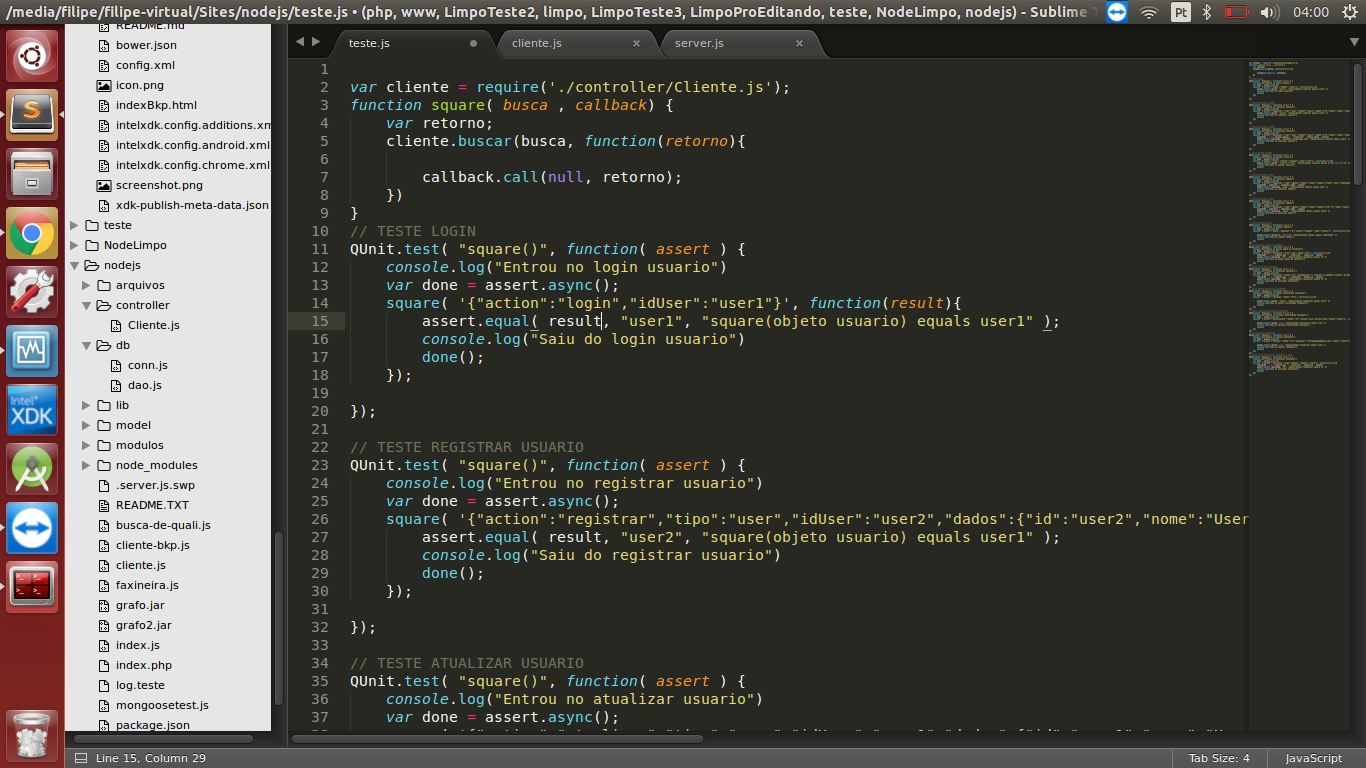 /media/filipe/filipe-virtual/Sites/nodejs/teste.js • (php, www, LimpoTeste2, limpo, LimpoTeste3, LimpoProEditando, teste, NodeLimpo, nodejs) - Sublime
Pt
04:00
README.md
bower.json
config.xml
icon.png
indexBkp.html
intelxdk.config.additions.xm
intelxdk.config.android.xml
intelxdk.config.chrome.xml
screenshot.png
xdk-publish-meta-data.json
teste
NodeLimpo
nodejs
arquivos
controller
Cliente.js
db
conn.js
dao.js
lib
model
modulos
node_modules
.server.js.swp
README.TXT
busca-de-quali.js
cliente-bkp.js
cliente.js
faxineira.js
grafo.jar
grafo2.jar
index.js
index.php
log.teste
mongoosetest.js
package.json
Intel®
XDK
teste.js
cliente.js ×
server.js ×
1
2 var cliente = require('./controller/Cliente.js');
3 function square( busca , callback) {
4 var retorno;
5 cliente.buscar(busca, function(retorno){
6
7 callback.call(null, retorno);
8 })
9 }
10 // TESTE LOGIN
11 QUnit.test( "square()", function( assert ) {
12 console.log("Entrou no login usuario")
13 var done = assert.async();
14 square( '{"action":"login","idUser":"user1"}', function(result){
15 assert.equal( result, "user1", "square(objeto usuario) equals user1" );
16 console.log("Saiu do login usuario")
17 done();
18 });
19
20 });
21
22 // TESTE REGISTRAR USUARIO
23 QUnit.test( "square()", function( assert ) {
24 console.log("Entrou no registrar usuario")
25 var done = assert.async();
26 square( '{"action":"registrar","tipo":"user","idUser":"user2","dados":{"id":"user2","nome":"User
27 assert.equal( result, "user2", "square(objeto usuario) equals user1" );
28 console.log("Saiu do registrar usuario")
29 done();
30 });
31
32 });
33
34 // TESTE ATUALIZAR USUARIO
35 QUnit.test( "square()", function( assert ) {
36 console.log("Entrou no atualizar usuario")
37 var done = assert.async();
Line 15, Column 29
Tab Size: 4
JavaScript